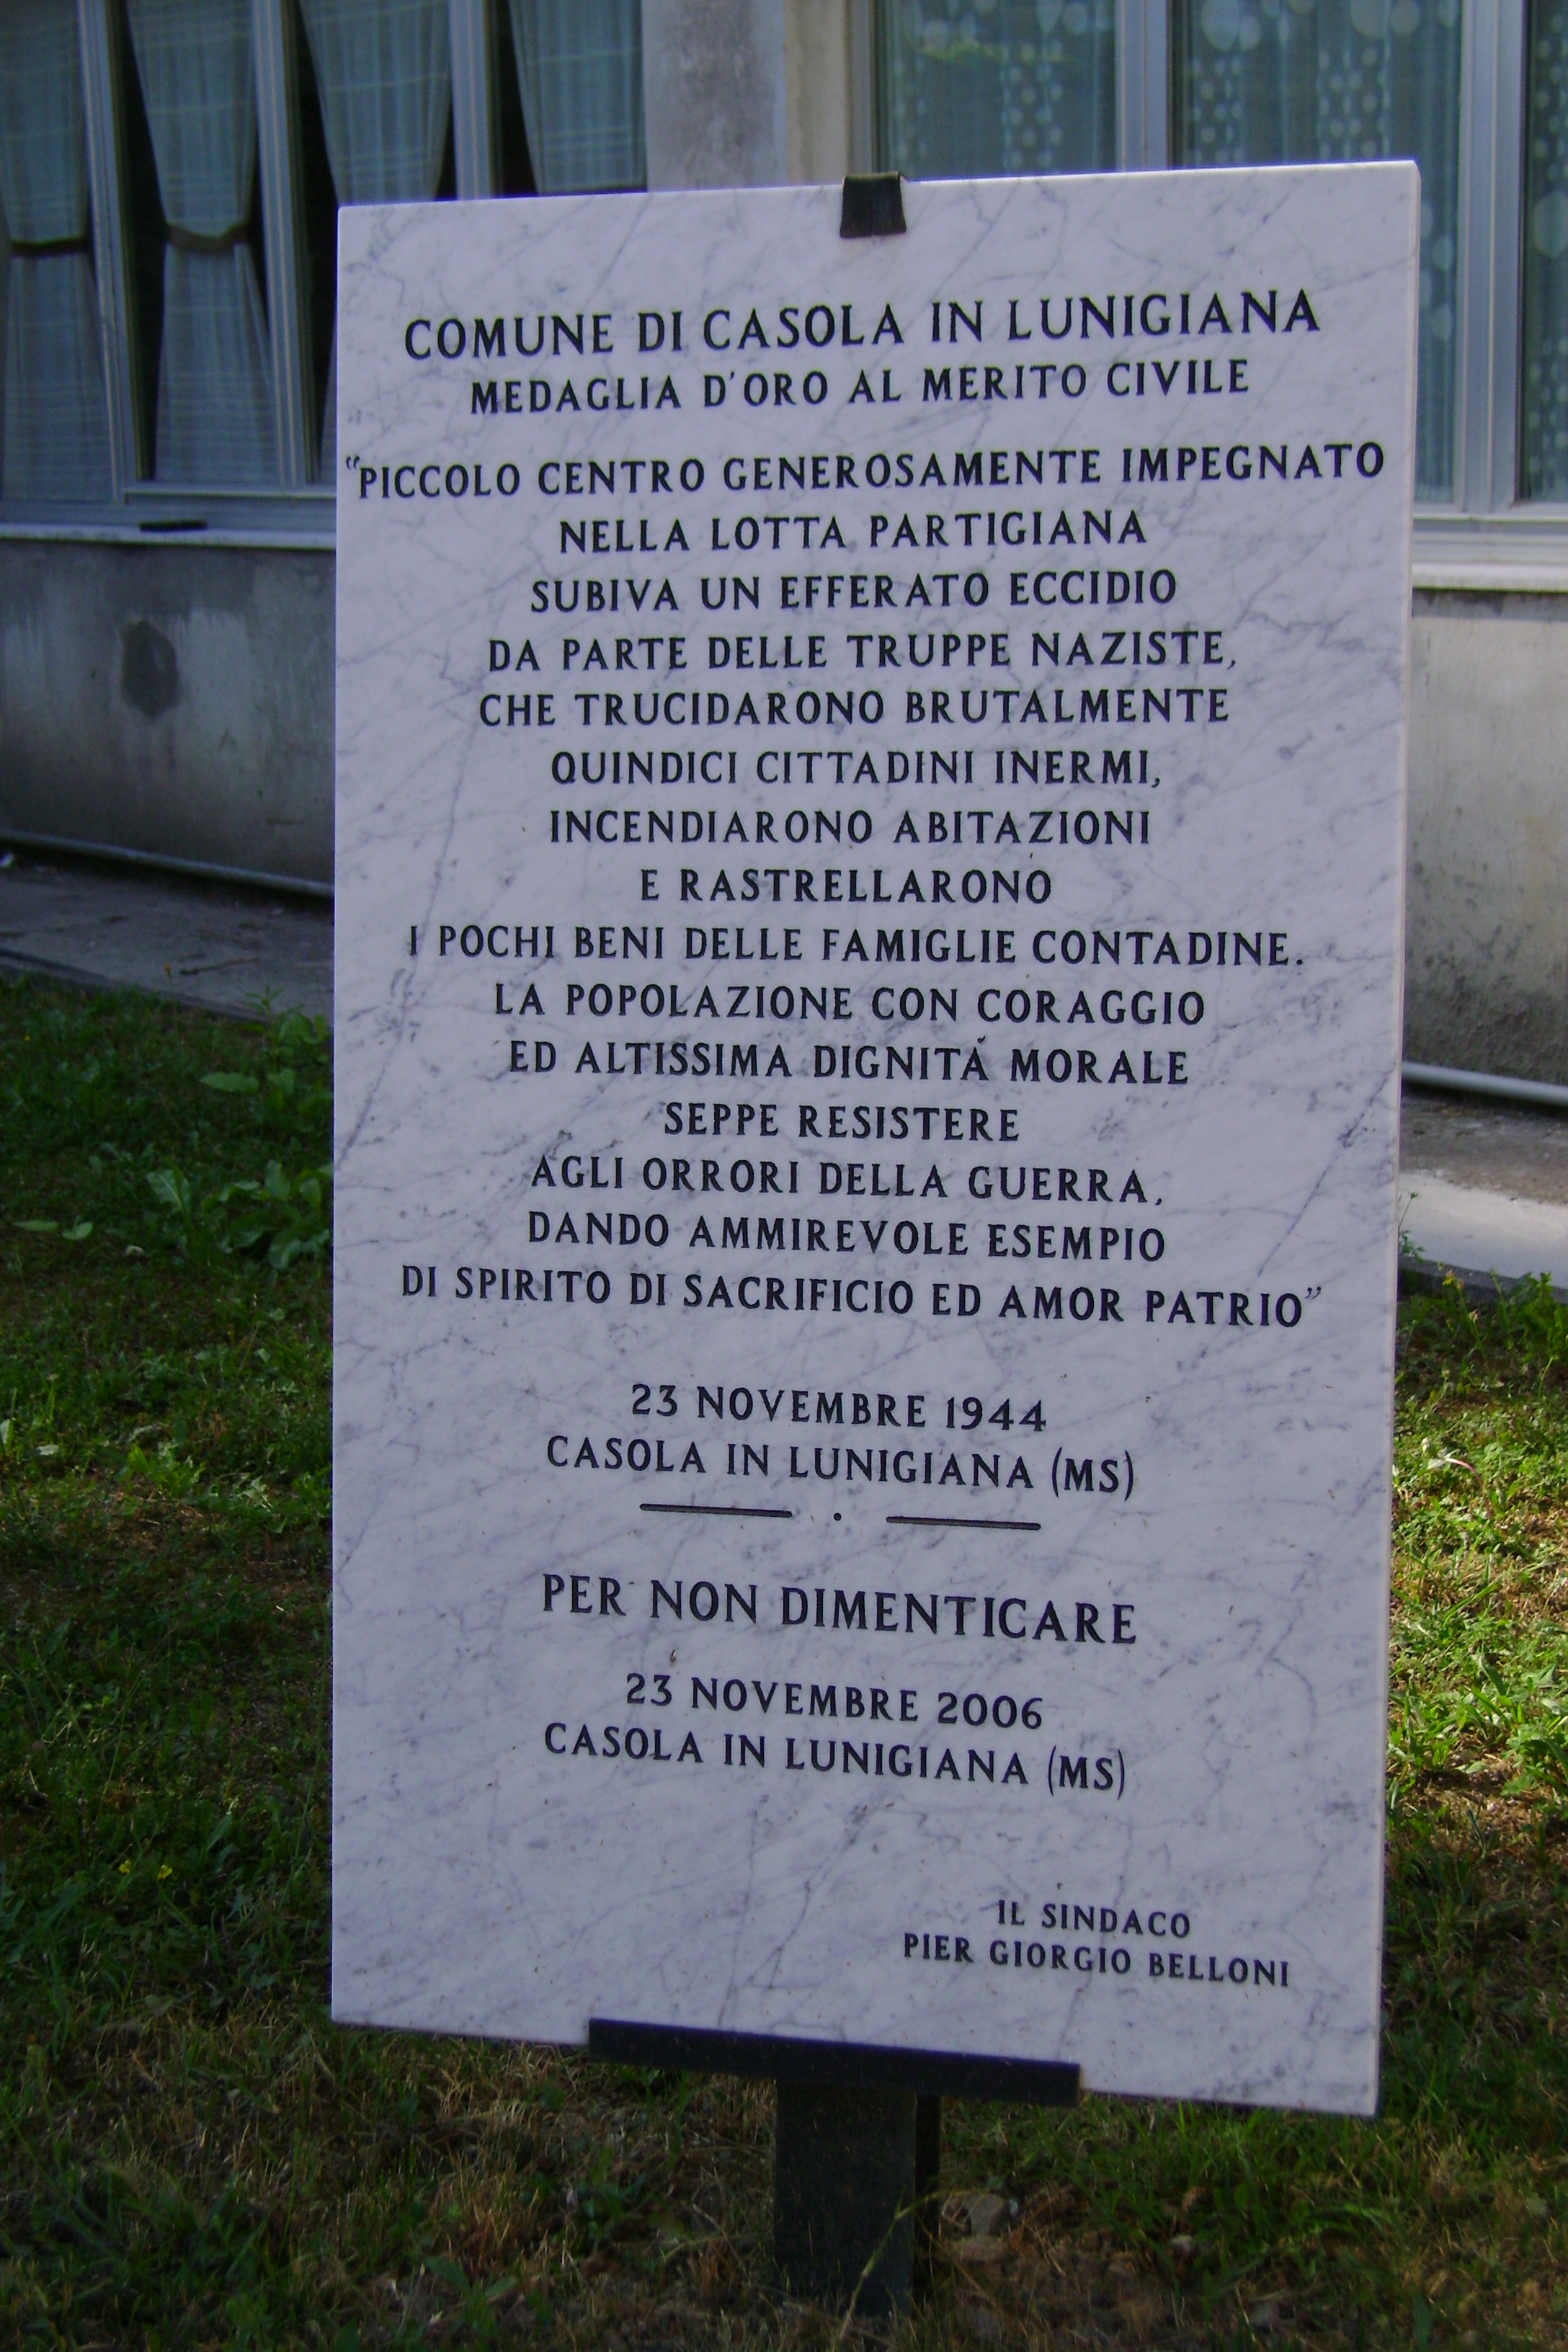 COMUNE DI CASOLA IN LUNIGIANA
MEDAGLIA D'ORO AL MERITO CIVILE
"PICCOLO CENTRO GENEROSAMENTE IMPEGNATO
NELLA LOTTA PARTIGIANA
SUBIVA UN EFFERATO ECCIDIO
DA PARTE DELLE TRUPPE NAZISTE,
CHE TRUCIDARONO BRUTALMENTE
QUINDICI CITTADINI INERMI,
INCENDIARONO ABITAZIONI
E RASTRELLARONO
I POCHI BENI DELLE FAMIGLIE CONTADINE.
LA POPOLAZIONE CON CORAGGIO
ED ALTISSIMA DIGNITÁ MORALE
SEPPE RESISTERE
AGLI ORRORI DELLA GUERRA,
DANDO AMMIREVOLE ESEMPIO
DI SPIRITO DI SACRIFICIO ED AMOR PATRIO"
23 NOVEMBRE 1944
CASOLA IN LUNIGIANA (MS)
PER NON DIMENTICARE
23 NOVEMBRE 2006
CASOLA IN LUNIGIANA (MS)
IL SINDACO
PIER GIORGIO BELLONI